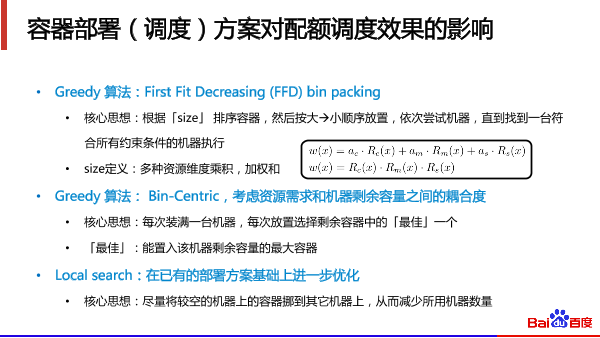 容器部署（调度）方案对配额调度效果的影响
• Greedy 算法：First Fit Decreasing (FFD) bin packing
• 核心思想：根据「size」 排序容器，然后按大→小顺序放置，依次尝试机器，直到找到一台符
合所有约束条件的机器执行
• size定义：多种资源维度乘积，加权和
w(x) = a_c · R_c(x) + a_m · R_m(x) + a_s · R_s(x)
w(x) = R_c(x) · R_m(x) · R_s(x)
• Greedy 算法： Bin-Centric，考虑资源需求和机器剩余容量之间的耦合度
• 核心思想：每次装满一台机器，每次放置选择剩余容器中的「最佳」一个
• 「最佳」：能置入该机器剩余容量的最大容器
• Local search：在已有的部署方案基础上进一步优化
• 核心思想：尽量将较空的机器上的容器挪到其它机器上，从而减少所用机器数量
Bai du 百度